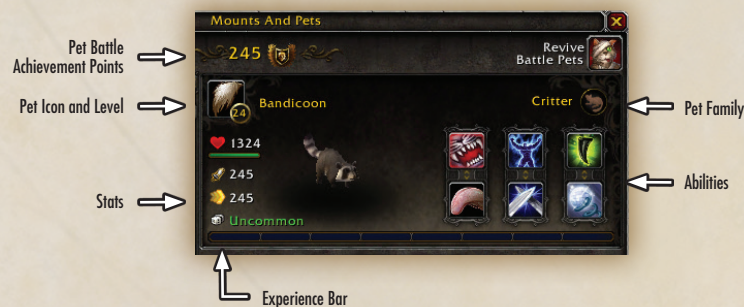 Mounts And Pets
Pet Battle
Achievement Points
245
Revive
Battle Pets
Pet Icon and Level
24
Bandicoon
Critter
Pet Family
1324
Stats
245
245
Uncommon
Abilities
Experience Bar